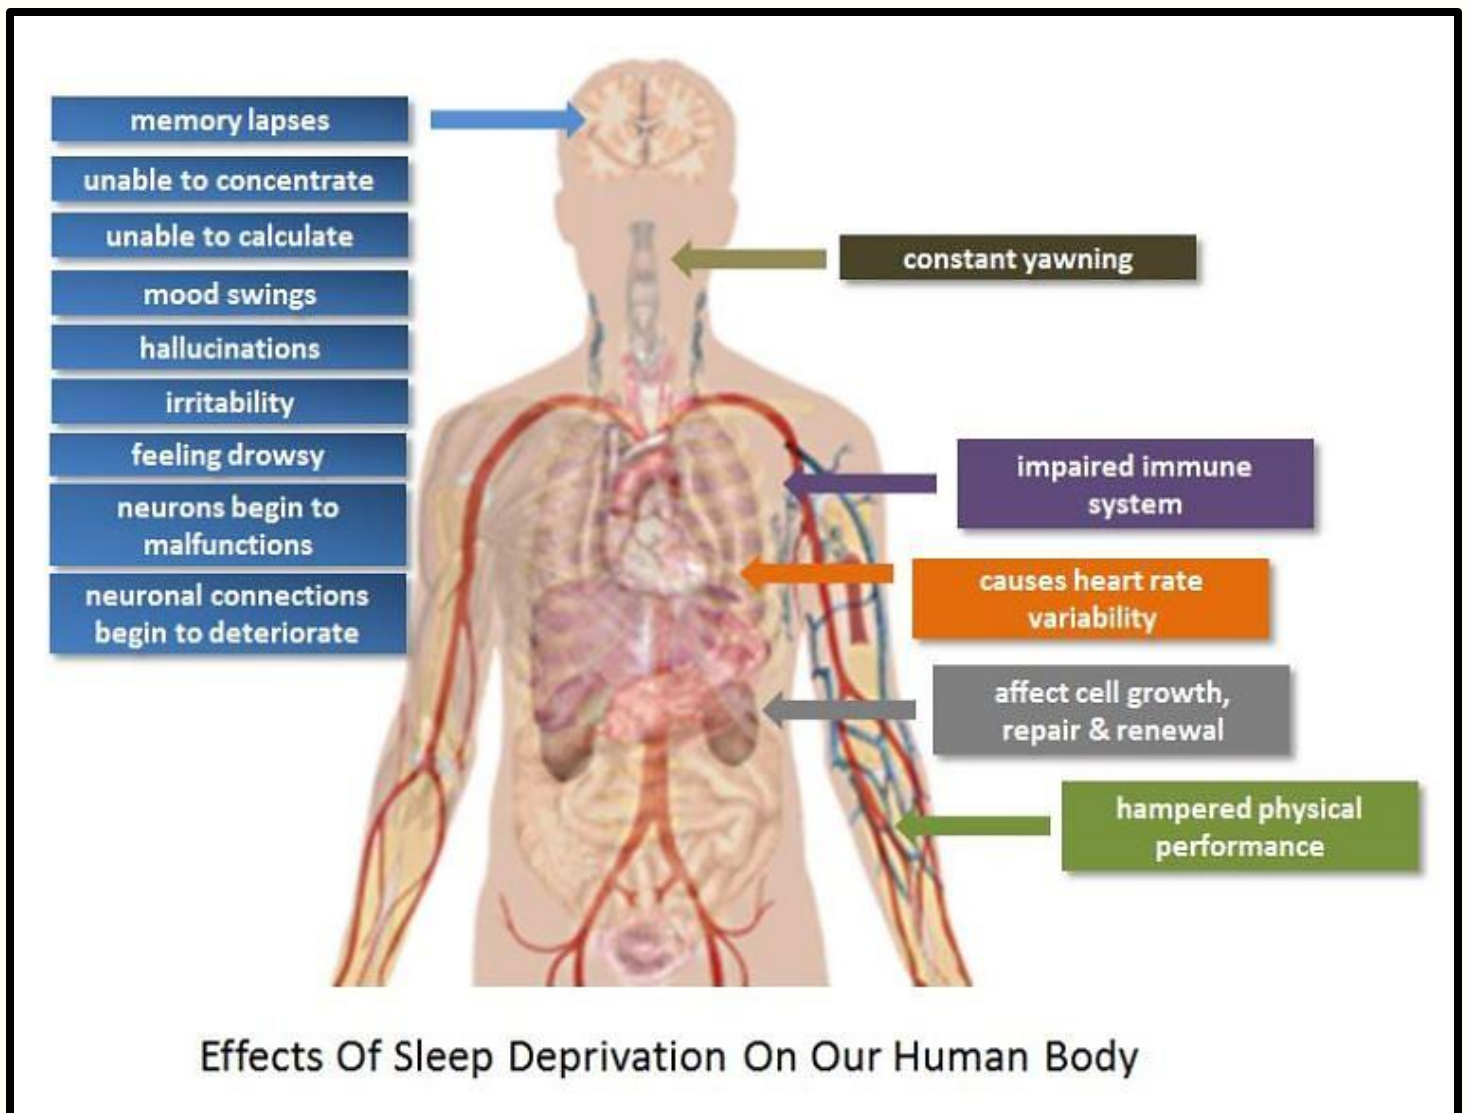 memory lapses
unable to concentrate
unable to calculate
mood swings
hallucinations
irritability
feeling drowsy
neurons begin to
malfunctions
neuronal connections
begin to deteriorate
constant yawning
impaired immune
system
causes heart rate
variability
affect cell growth,
repair & renewal
hampered physical
performance
Effects Of Sleep Deprivation On Our Human Body